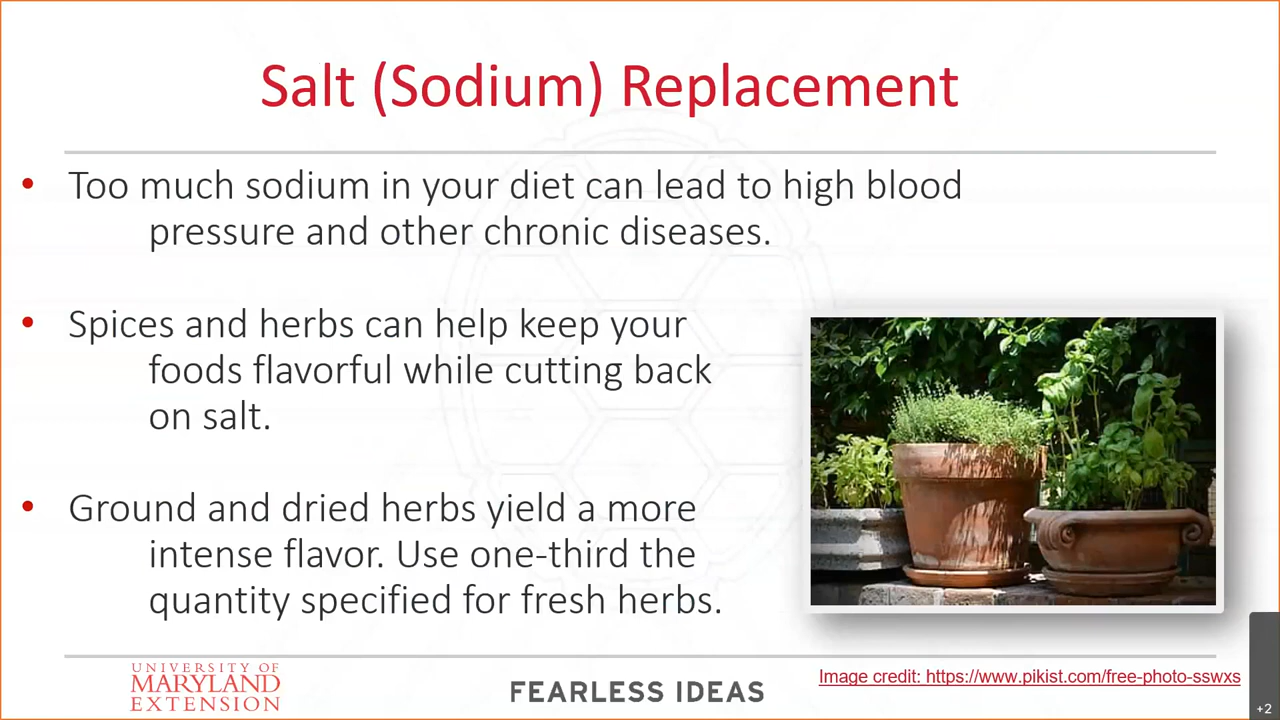 Salt (Sodium) Replacement
• Too much sodium in your diet can lead to high blood
pressure and other chronic diseases.
• Spices and herbs can help keep your
foods flavorful while cutting back
on salt.
• Ground and dried herbs yield a more
intense flavor. Use one-third the
quantity specified for fresh herbs.
UNIVERSITY OF
MARYLAND
EXTENSION
FEARLESS IDEAS
Image credit: https://www.pikist.com/free-photo-sswxs
+2